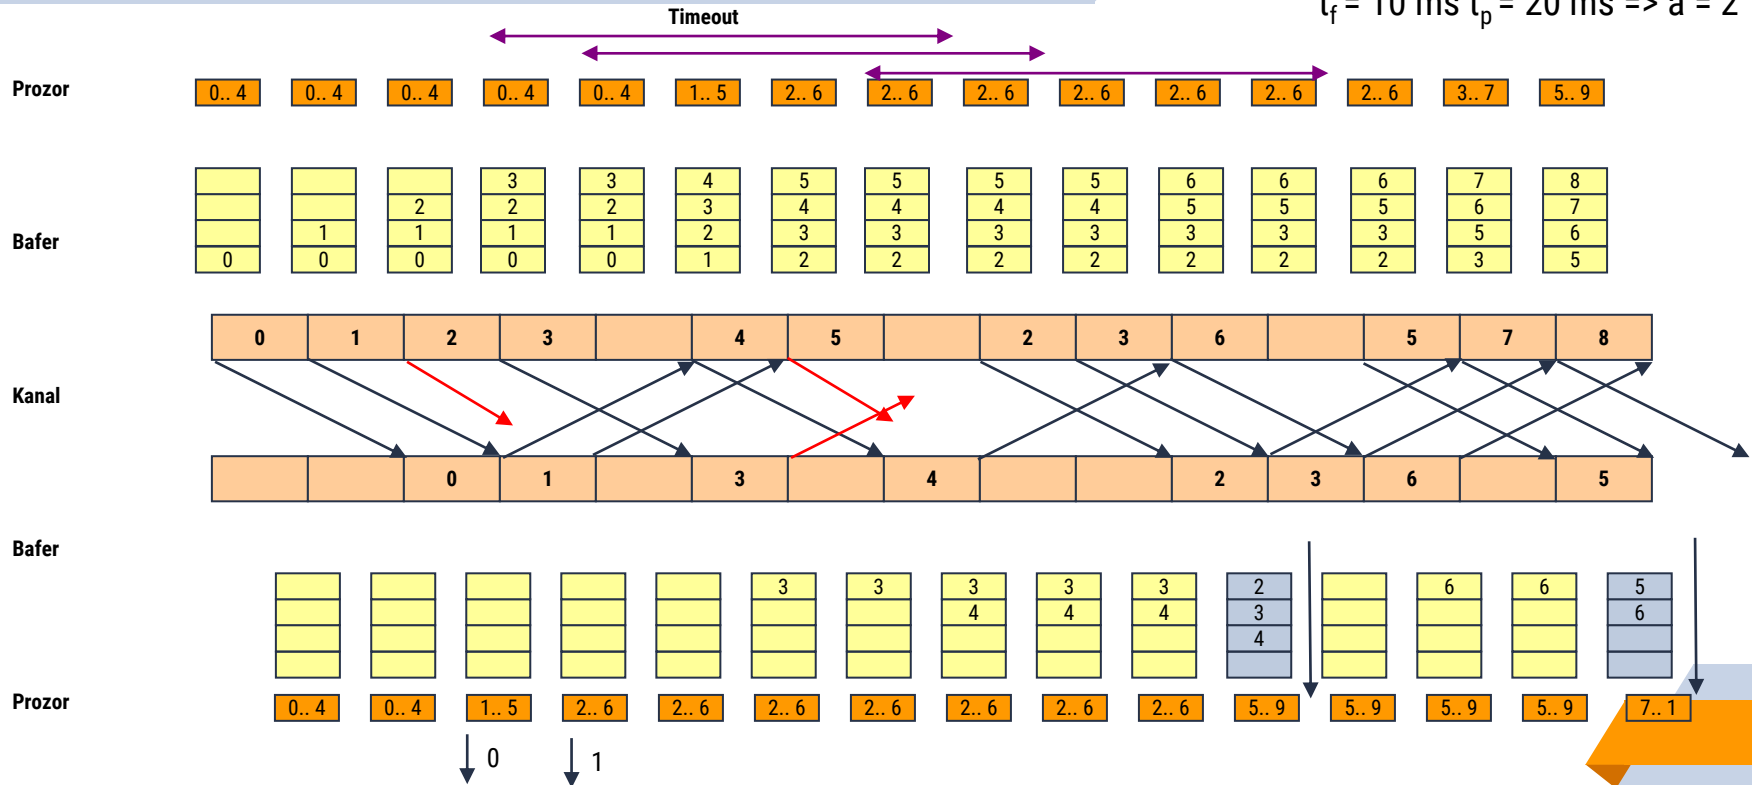 t_f = 10 ms t_p = 20 ms => a = 2
Timeout
Prozor 0.. 4 0.. 4 0.. 4 0.. 4 0.. 4 1.. 5 2.. 6 2.. 6 2.. 6 2.. 6 2.. 6 2.. 6 2.. 6 3.. 7 5.. 9
3 3 4 5 5 5 5 6 6 6 7 8
2 2 2 3 4 4 4 4 5 5 5 6 7
Bafer 1 1 1 1 2 3 3 3 3 3 3 3 5 6
0 0 0 0 0 1 2 2 2 2 2 2 2 3 5
0 1 2 3 4 5 2 3 6 5 7 8
Kanal
0 1 3 4 2 3 6 5
Bafer
3 3 3 3 3 2 6 6 5
4 4 4 3 6
4
Prozor 0.. 4 0.. 4 1.. 5 2.. 6 2.. 6 2.. 6 2.. 6 2.. 6 2.. 6 2.. 6 5.. 9 5.. 9 5.. 9 5.. 9 7.. 1
0 1